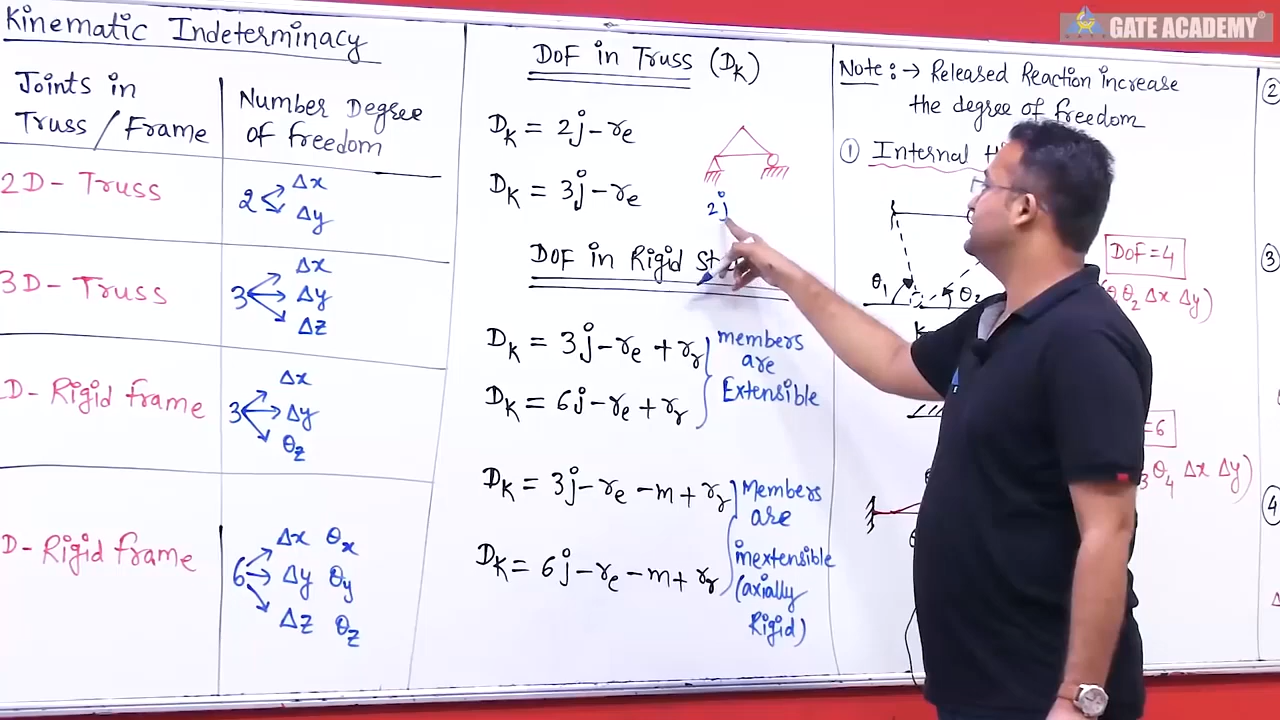 GATE ACADEMY
Kinematic Indeterminacy
Joints in
Truss / Frame
Number Degree
of freedom
2D - Truss
2
Δx
Δy
3D - Truss
3
Δx
Δy
Δz
D - Rigid frame
3
Δx
Δy
θz
D - Rigid frame
6
Δx θx
Δy θy
Δz θz
DoF in Truss (DK)
DK = 2j - re
DK = 3j - re
2j
DoF in Rigid
DK = 3j - re + rr
DK = 6j - re + rr
members
are
Extensible
DK = 3j - re - m + rr
DK = 6j - re - m + rr
Members
are
inextensible
(axially
Rigid)
Note : → Released Reaction increase
the degree of freedom
① Internal
θ1
θ2
DoF = 4
θ2 Δx Δy)
=6
3 θ4 Δx Δy)
②
③
④